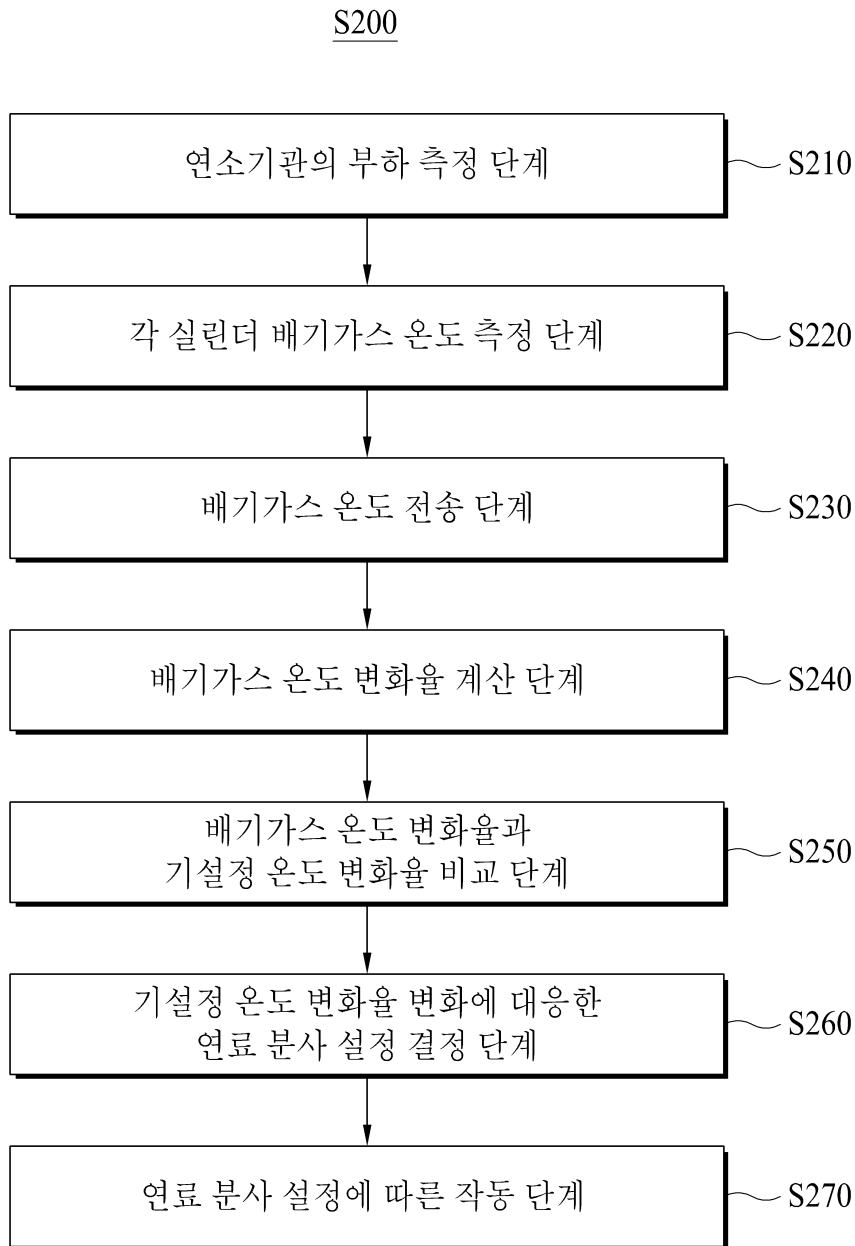 S200
연소기관의 부하 측정 단계
S210
각 실린더 배기가스 온도 측정 단계
S220
배기가스 온도 전송 단계
S230
배기가스 온도 변화율 계산 단계
S240
배기가스 온도 변화율과
기설정 온도 변화율 비교 단계
S250
기설정 온도 변화율 변화에 대응한
연료 분사 설정 결정 단계
S260
연료 분사 설정에 따른 작동 단계
S270